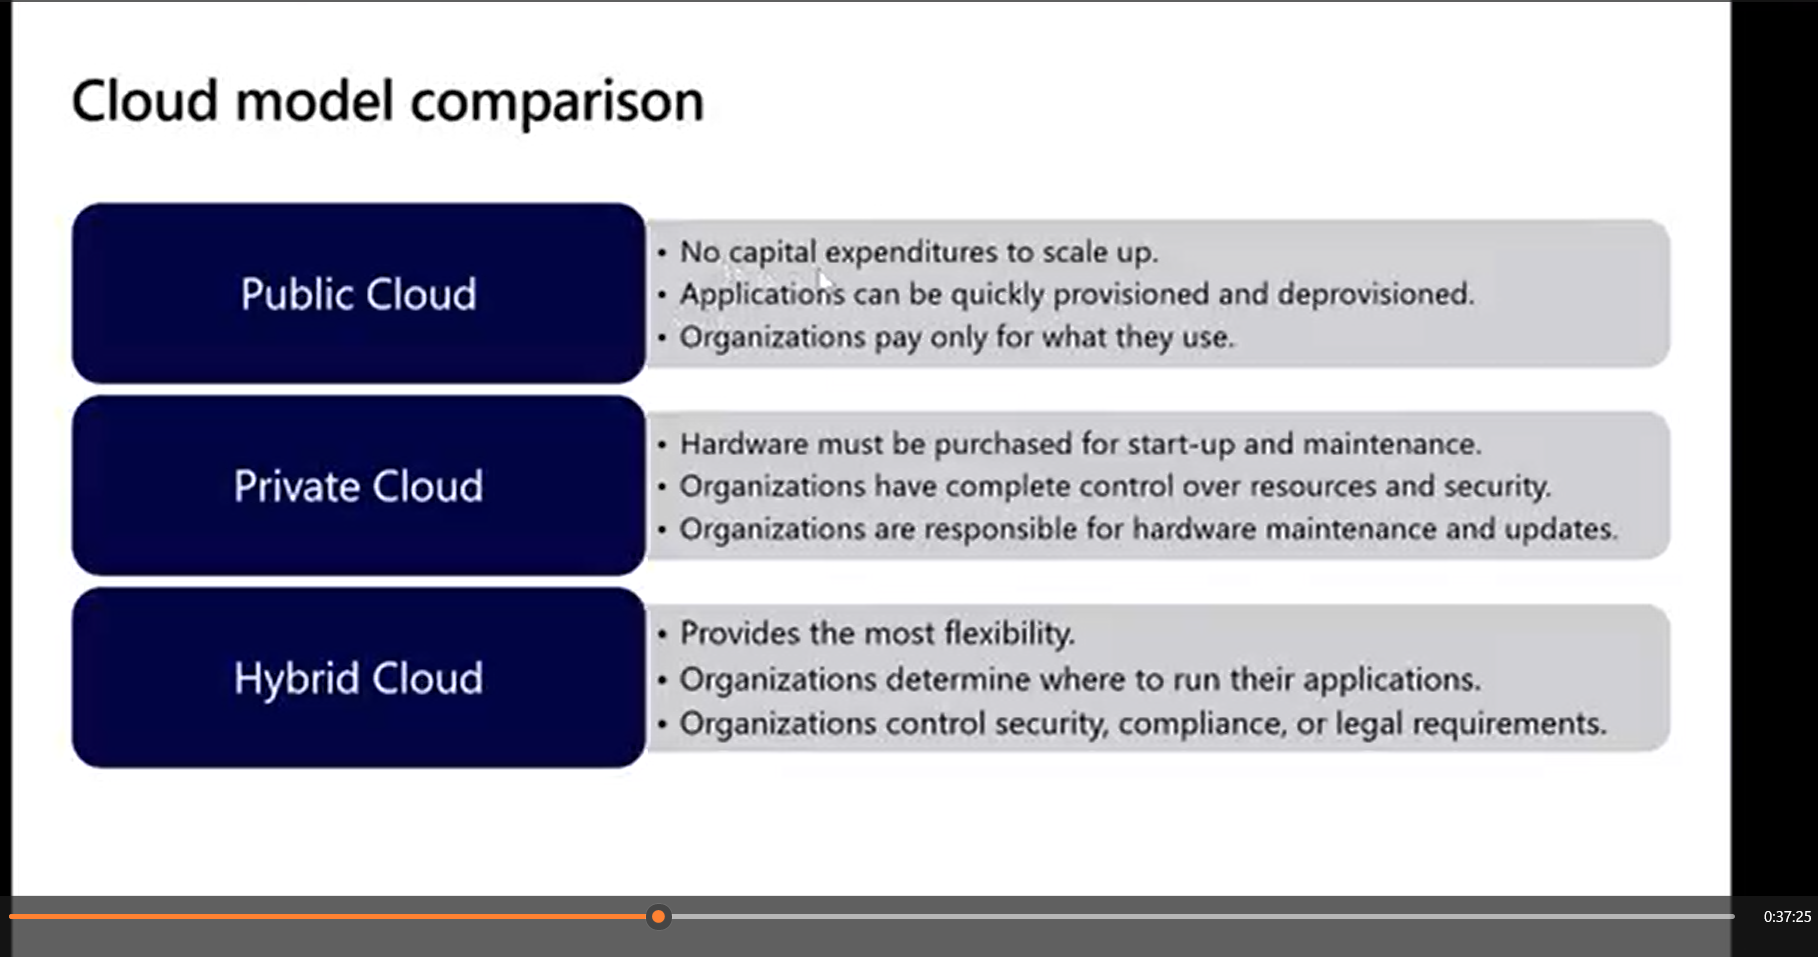 Cloud model comparison
Public Cloud
• No capital expenditures to scale up.
• Applications can be quickly provisioned and deprovisioned.
• Organizations pay only for what they use.
Private Cloud
• Hardware must be purchased for start-up and maintenance.
• Organizations have complete control over resources and security.
• Organizations are responsible for hardware maintenance and updates.
Hybrid Cloud
• Provides the most flexibility.
• Organizations determine where to run their applications.
• Organizations control security, compliance, or legal requirements.
0:37:25